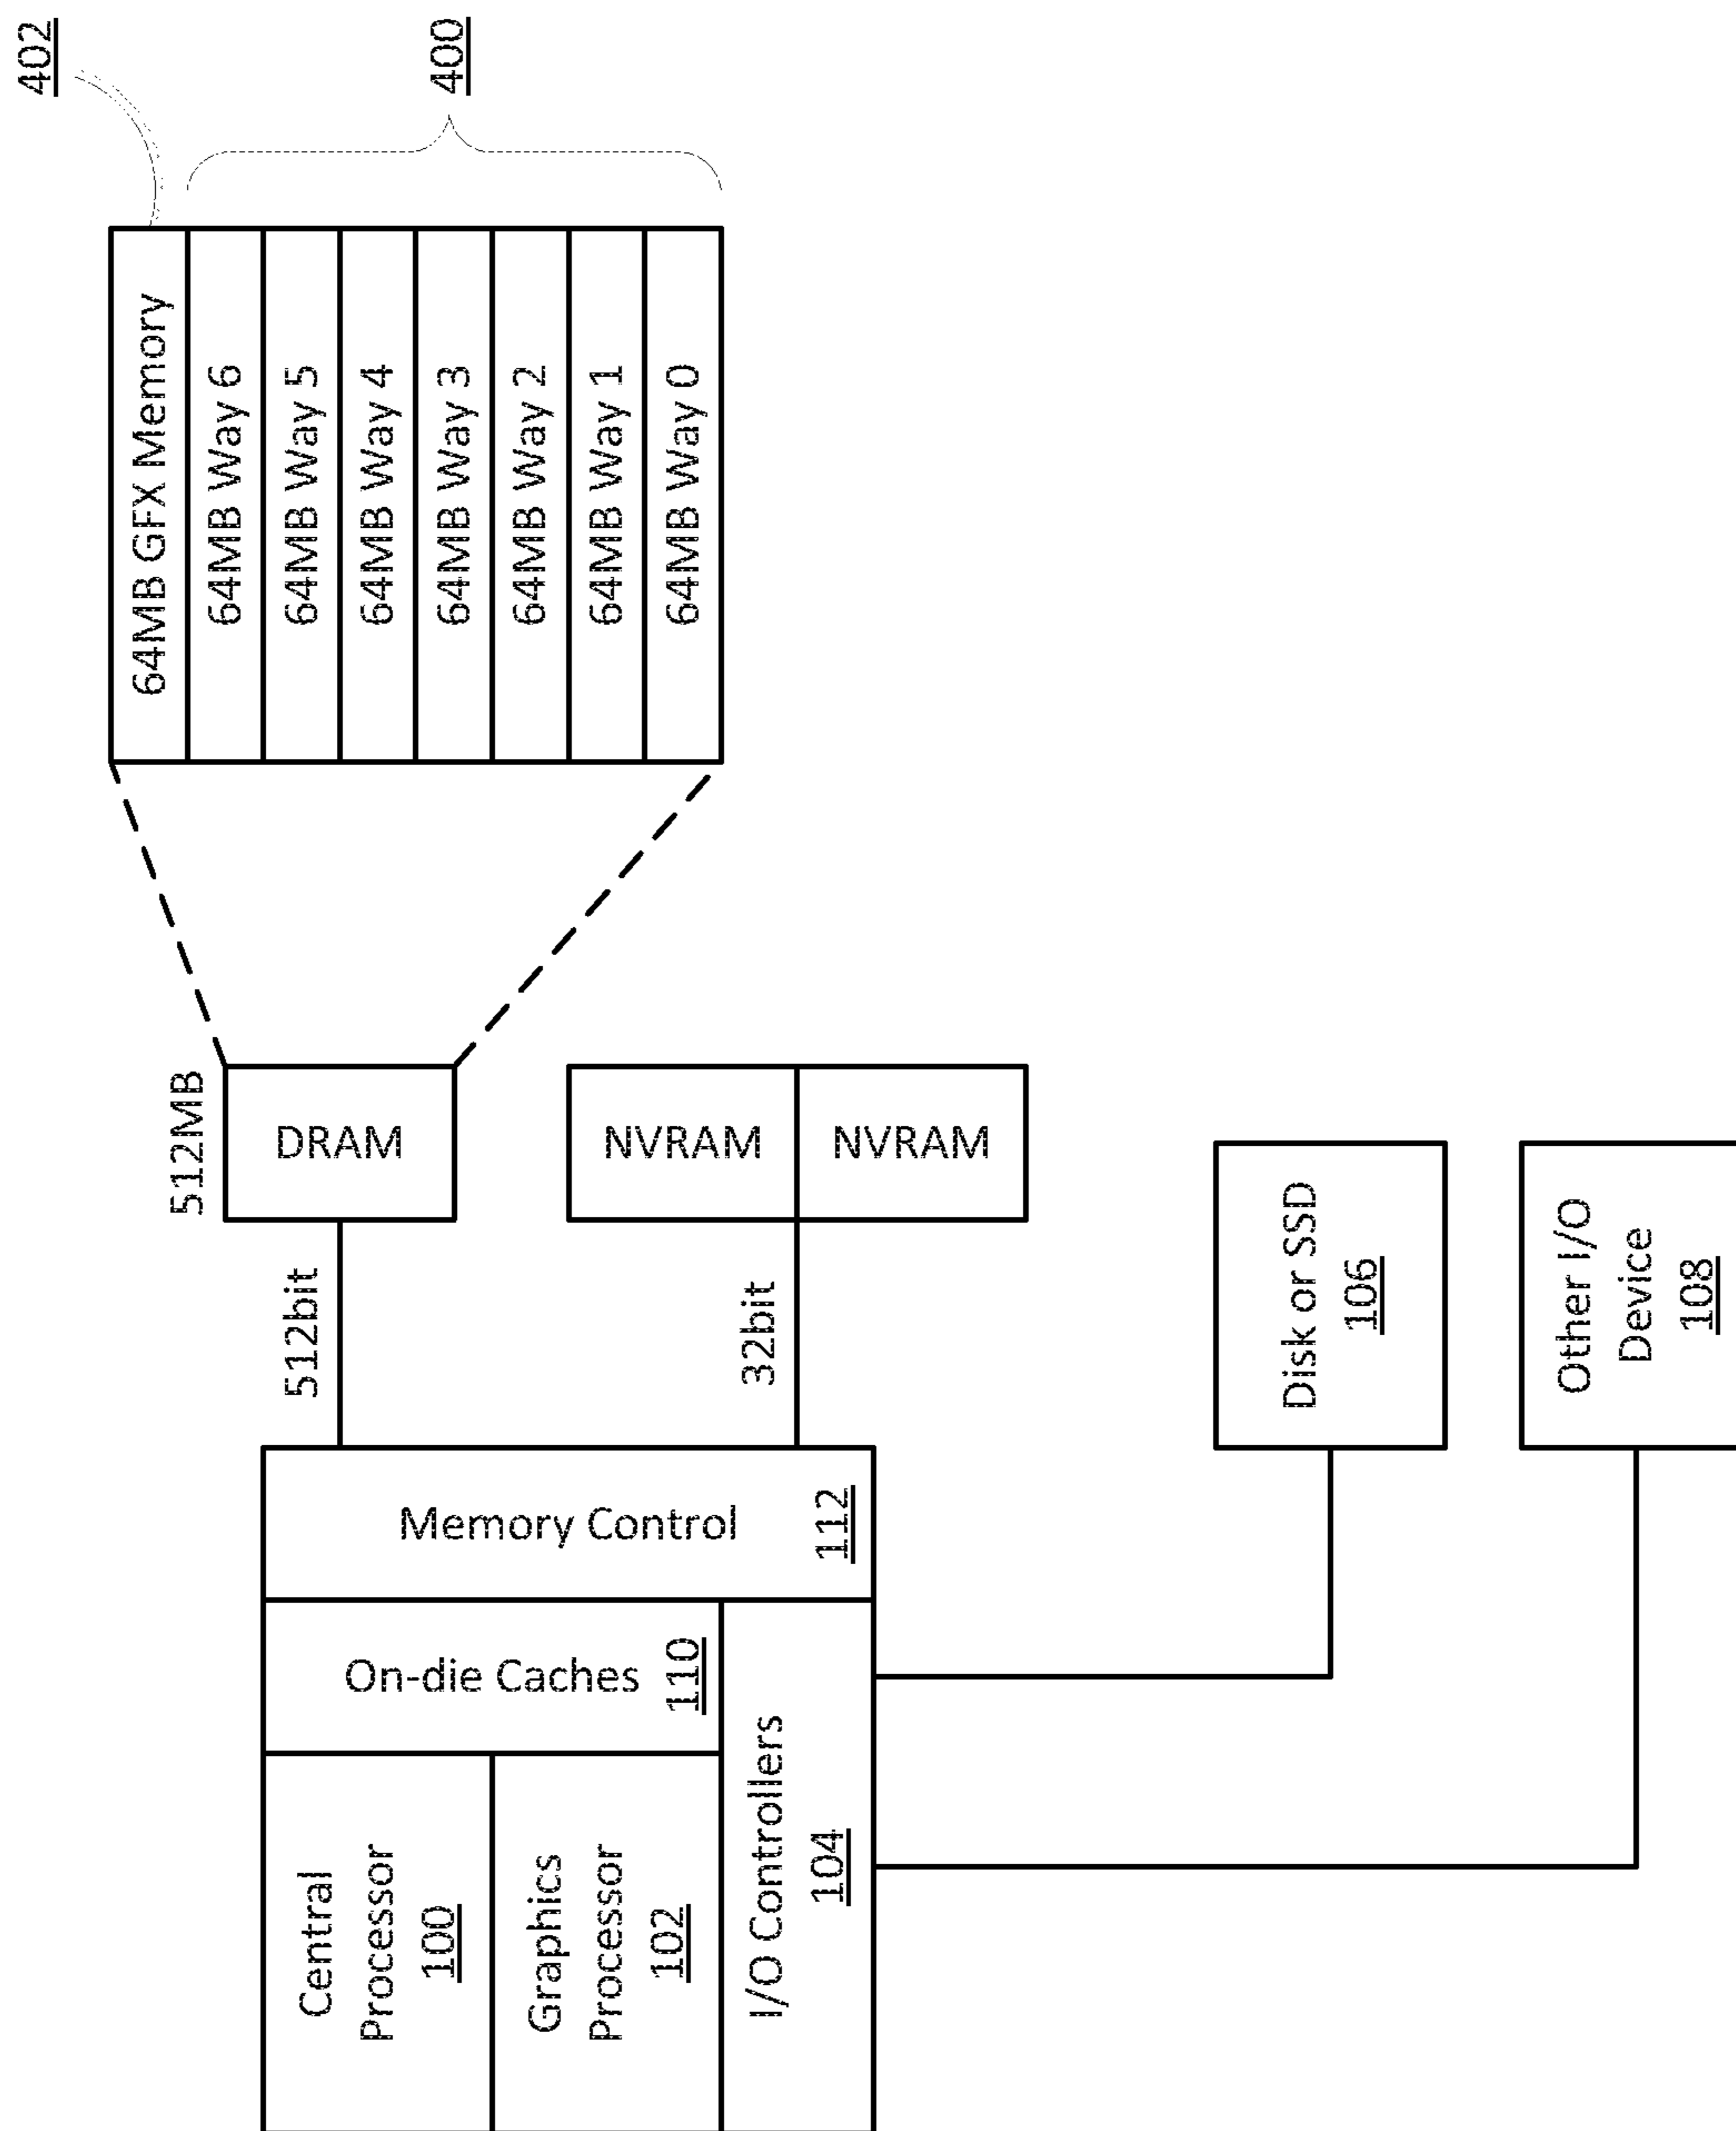 402
400
64MB GFX Memory
64MB Way 6
64MB Way 5
64MB Way 4
64MB Way 3
64MB Way 2
64MB Way 1
64MB Way 0
512MB
DRAM
NVRAM
NVRAM
512bit
32bit
Disk or SSD
106
Other I/O
Device
108
Memory Control
112
On-die Caches
110
Central
Processor
100
Graphics
Processor
102
I/O Controllers
104